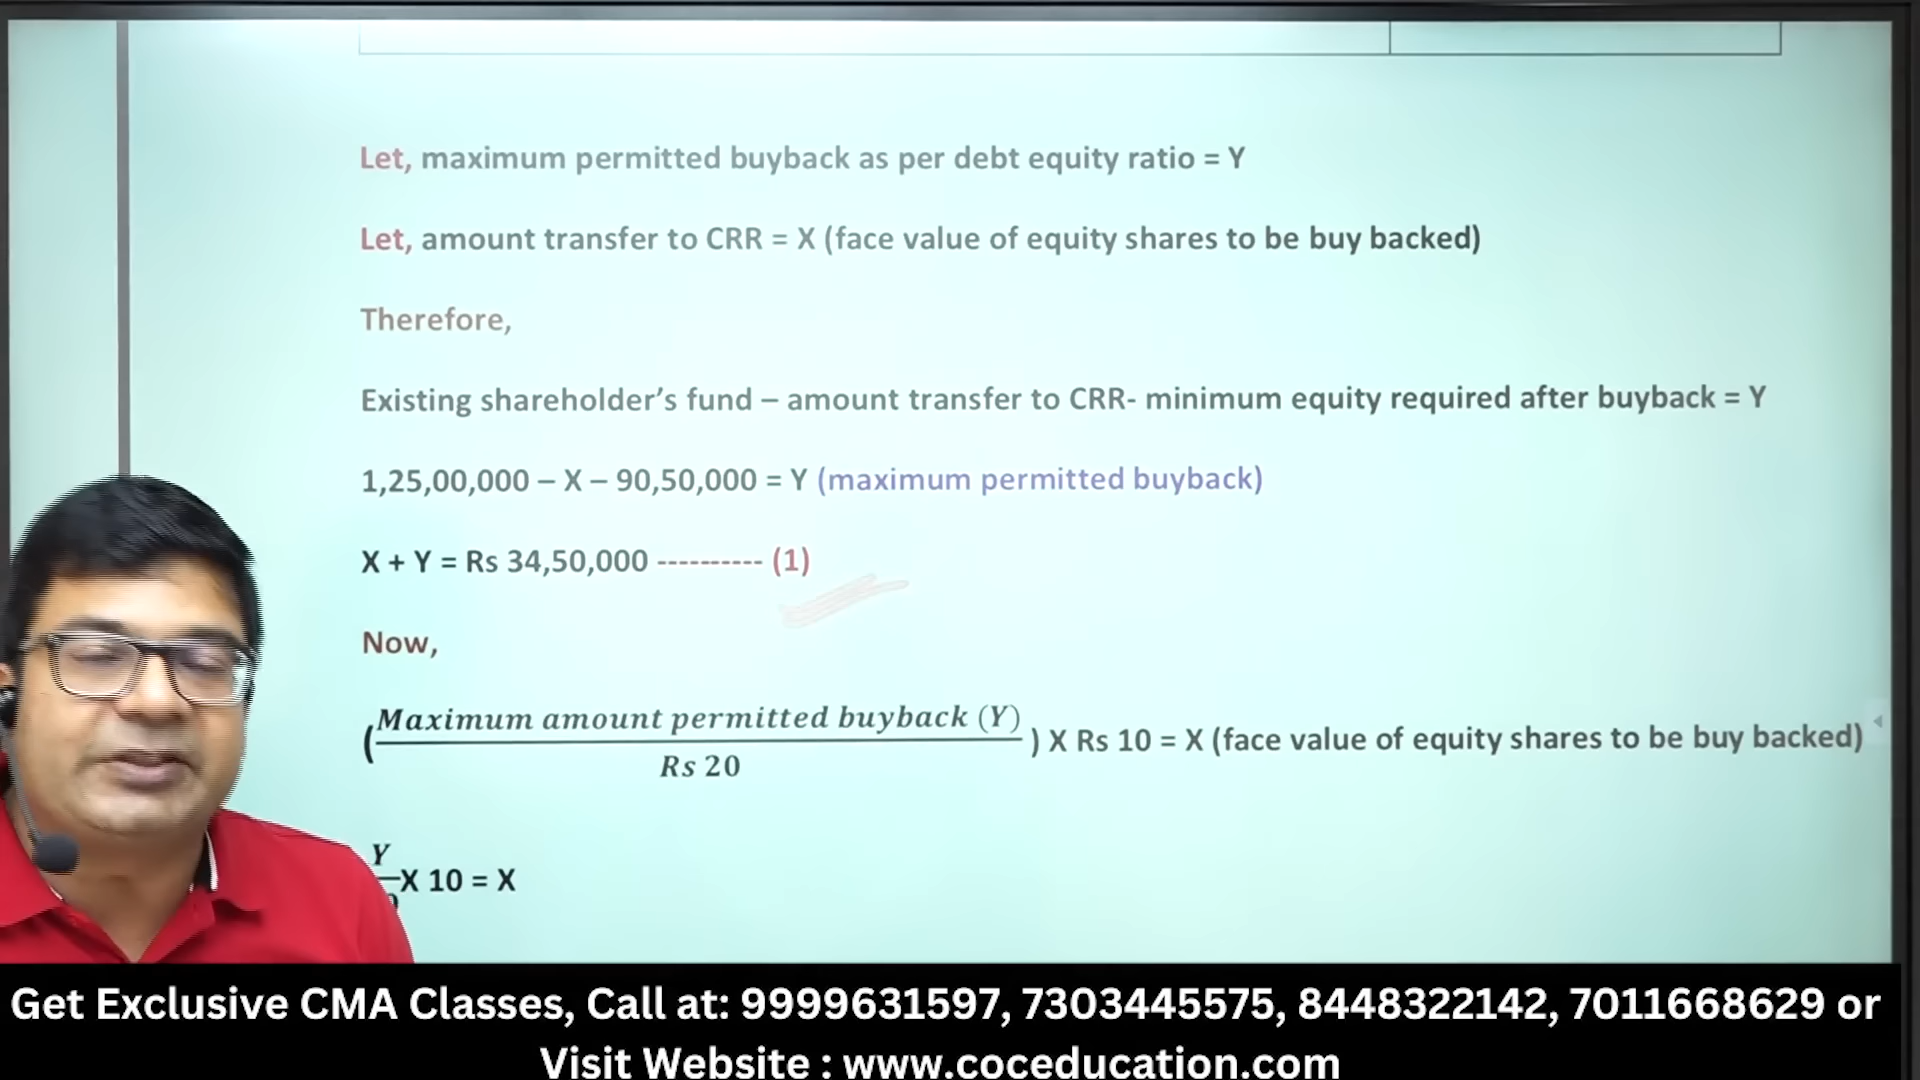 Let, maximum permitted buyback as per debt equity ratio = Y
Let, amount transfer to CRR = X (face value of equity shares to be buy backed)
Therefore,
Existing shareholder's fund – amount transfer to CRR- minimum equity required after buyback = Y
1,25,00,000 – X – 90,50,000 = Y (maximum permitted buyback)
X + Y = Rs 34,50,000 ---------- (1)
Now,
(Maximum amount permitted buyback (Y)
Rs 20
) X Rs 10 = X (face value of equity shares to be buy backed)
Y
X 10 = X
Get Exclusive CMA Classes, Call at: 9999631597, 7303445575, 8448322142, 7011668629 or
Visit Website : www.coceducation.com